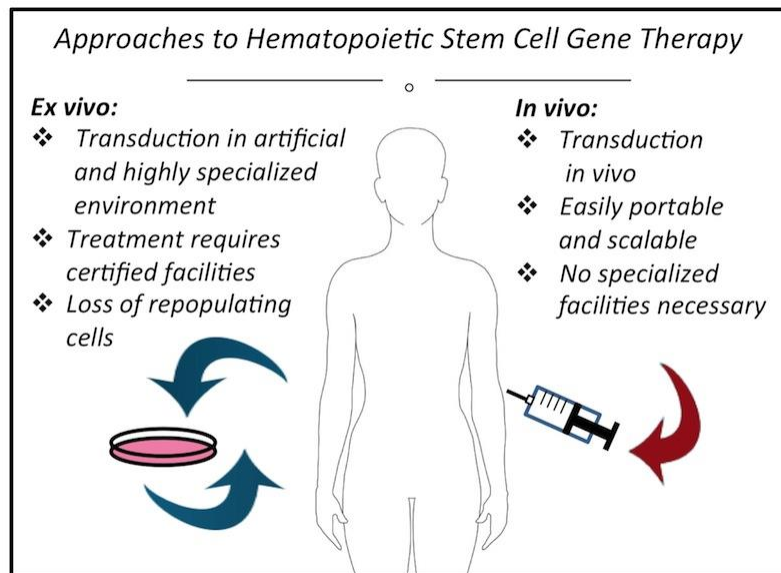 Approaches to Hematopoietic Stem Cell Gene Therapy
Ex vivo:
❖ Transduction in artificial
and highly specialized
environment
❖ Treatment requires
certified facilities
❖ Loss of repopulating
cells
In vivo:
❖ Transduction
in vivo
❖ Easily portable
and scalable
❖ No specialized
facilities necessary